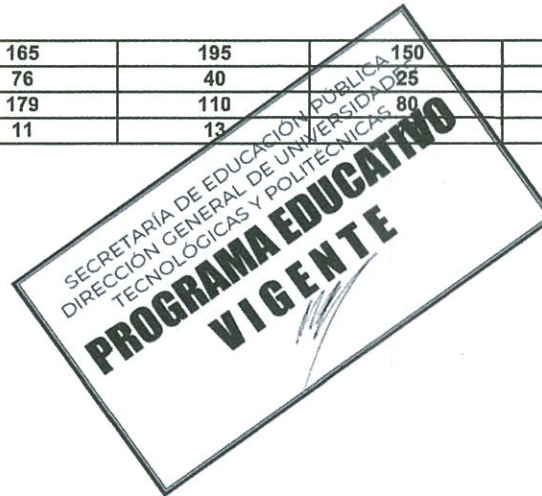 165 195 150
76 40 25
179 110 80
11 13
SECRETARÍA DE EDUCACIÓN PÚBLICA
DIRECCIÓN GENERAL DE UNIVERSIDADES
TECNOLÓGICAS Y POLITÉCNICAS
PROGRAMA EDUCATIVO
VIGENTE